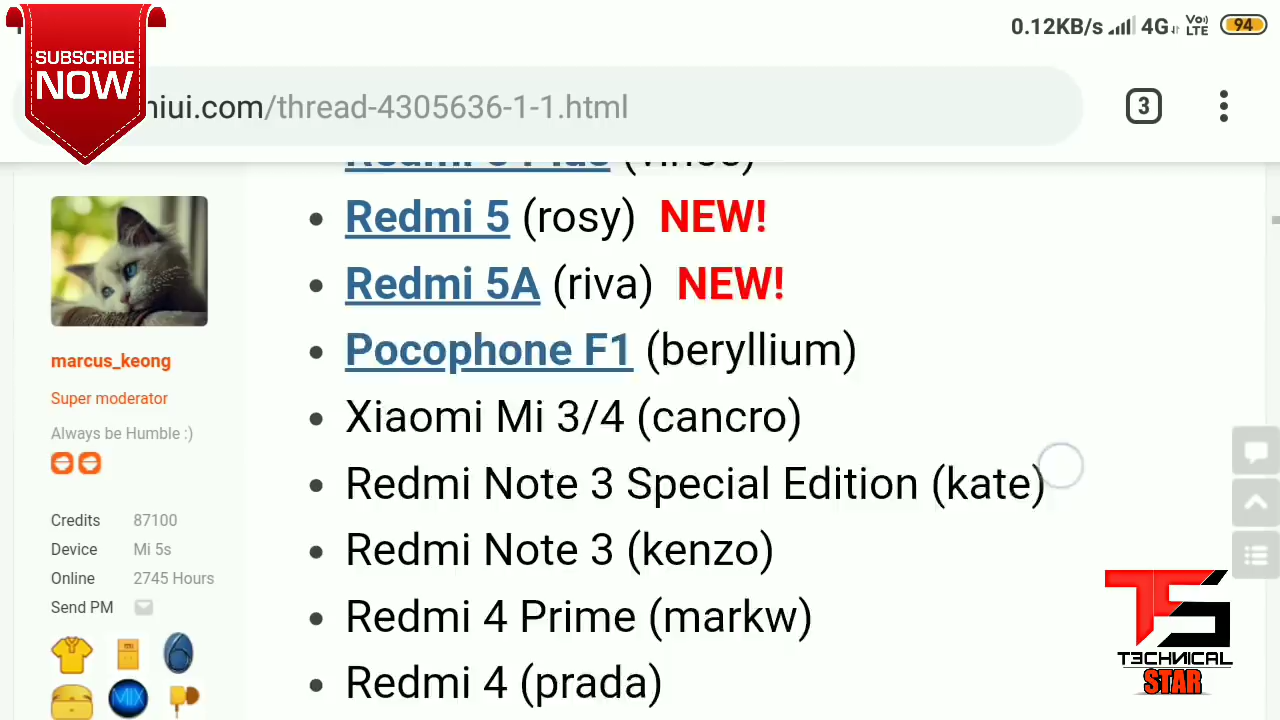 SUBSCRIBE
NOW
0.12KB/s 4G Vo) LTE 94
niui.com/thread-4305636-1-1.html
3
Redmi 5 (rosy) NEW!
Redmi 5A (riva) NEW!
Pocophone F1 (beryllium)
Xiaomi Mi 3/4 (cancro)
Redmi Note 3 Special Edition (kate)
Redmi Note 3 (kenzo)
Redmi 4 Prime (markw)
Redmi 4 (prada)
marcus_keong
Super moderator
Always be Humble :)
Credits 87100
Device Mi 5s
Online 2745 Hours
Send PM
MIX
TS
T3CHNICAL
STAR